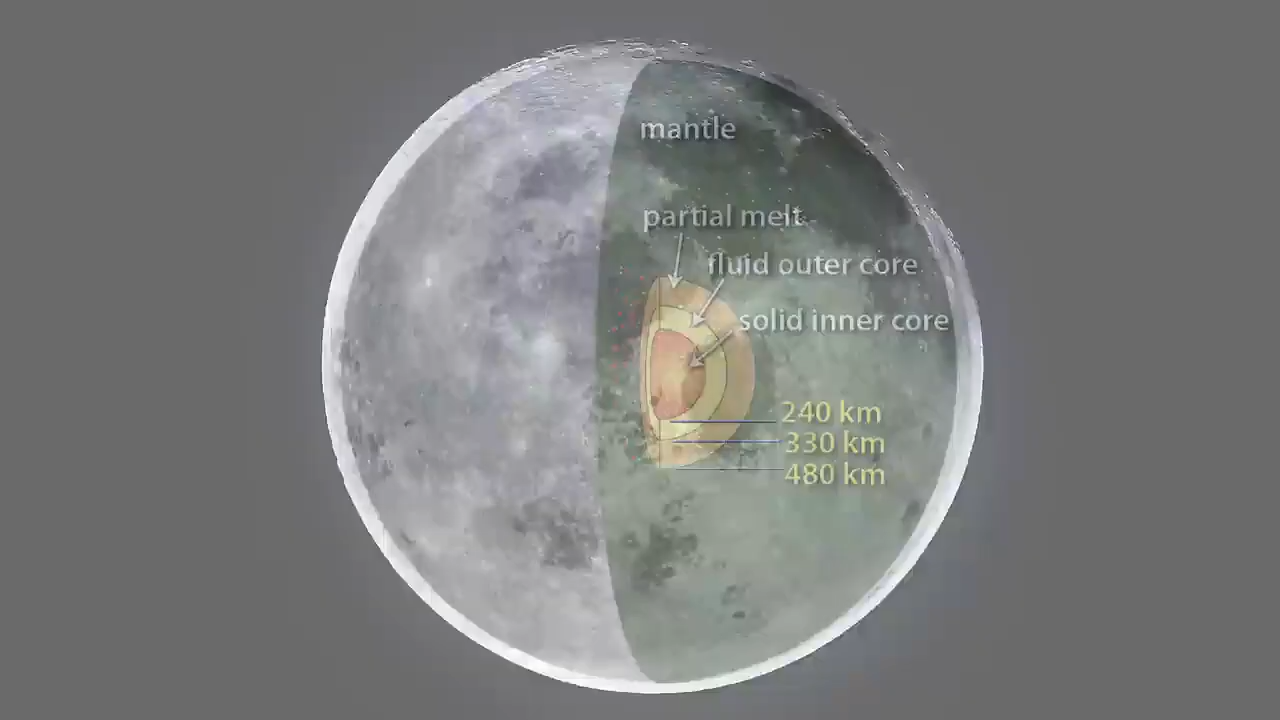 mantle
partial melt
fluid outer core
solid inner core
240 km
330 km
480 km